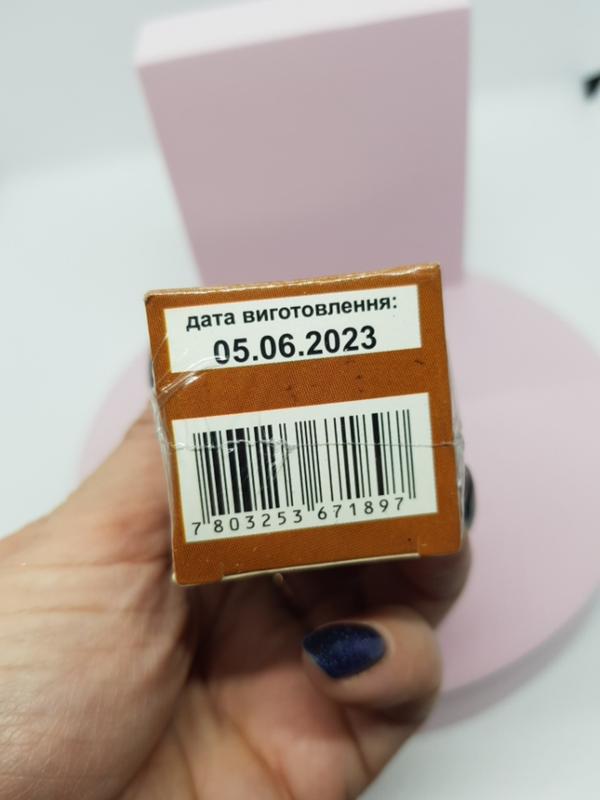 дата виготовлення:
05.06.2023
7 803253 671897